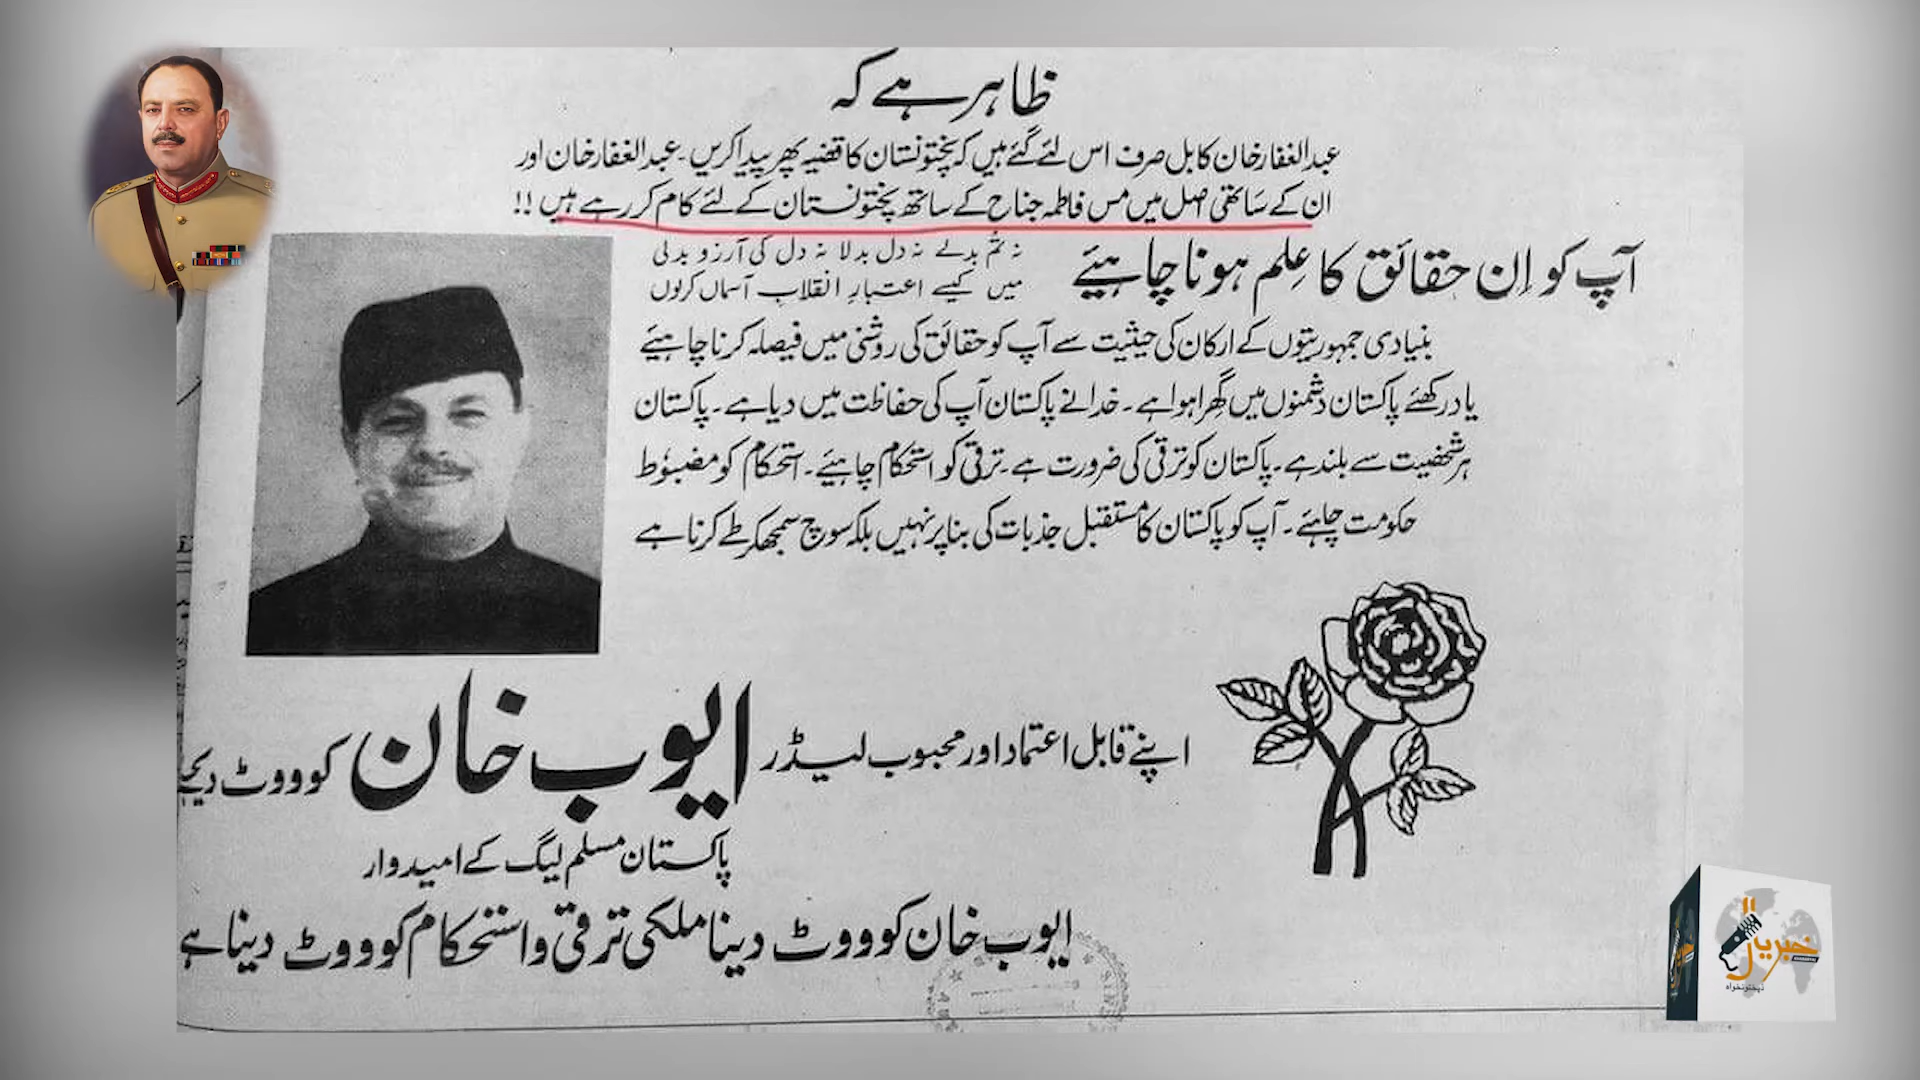 ظاہر ہے کہ
عبدالغفار خان کابل صرف اس لئے گئے ہیں کہ پختونستان کا قضیہ پھر پیدا کریں۔ عبدالغفار خان اور
ان کے ساتھی اصل میں مس فاطمہ جناح کے ساتھ پختونستان کے لئے کام کر رہے ہیں !!
آپ کو اِن حقائق کا عِلم ہونا چاہیئے
نہ تم بدلے نہ دل بدلا نہ دل کی آرزو بدلی
میں کیسے اعتبارِ انقلاب آسماں کرلوں
بنیادی جمہوریتوں کے ارکان کی حیثیت سے آپ کو حقائق کی روشنی میں فیصلہ کرنا چاہیئے
یاد رکھئے پاکستان دشمنوں میں گھرا ہوا ہے۔ خدا نے پاکستان آپ کی حفاظت میں دیا ہے۔ پاکستان
ہر شخصیت سے بلند ہے۔ پاکستان کو ترقی کی ضرورت ہے۔ ترقی کو استحکام چاہیئے۔ استحکام کو مضبوط
حکومت چاہئے۔ آپ کو پاکستان کا مستقبل جذبات کی بنا پر نہیں بلکہ سوچ سمجھ کر طے کرنا ہے
اپنے قابل اعتماد اور محبوب لیڈر ایوب خان کو ووٹ دیجئے
پاکستان مسلم لیگ کے امیدوار
ایوب خان کو ووٹ دینا ملکی ترقی و استحکام کو ووٹ دینا ہے
خبریال
پختونخواہ